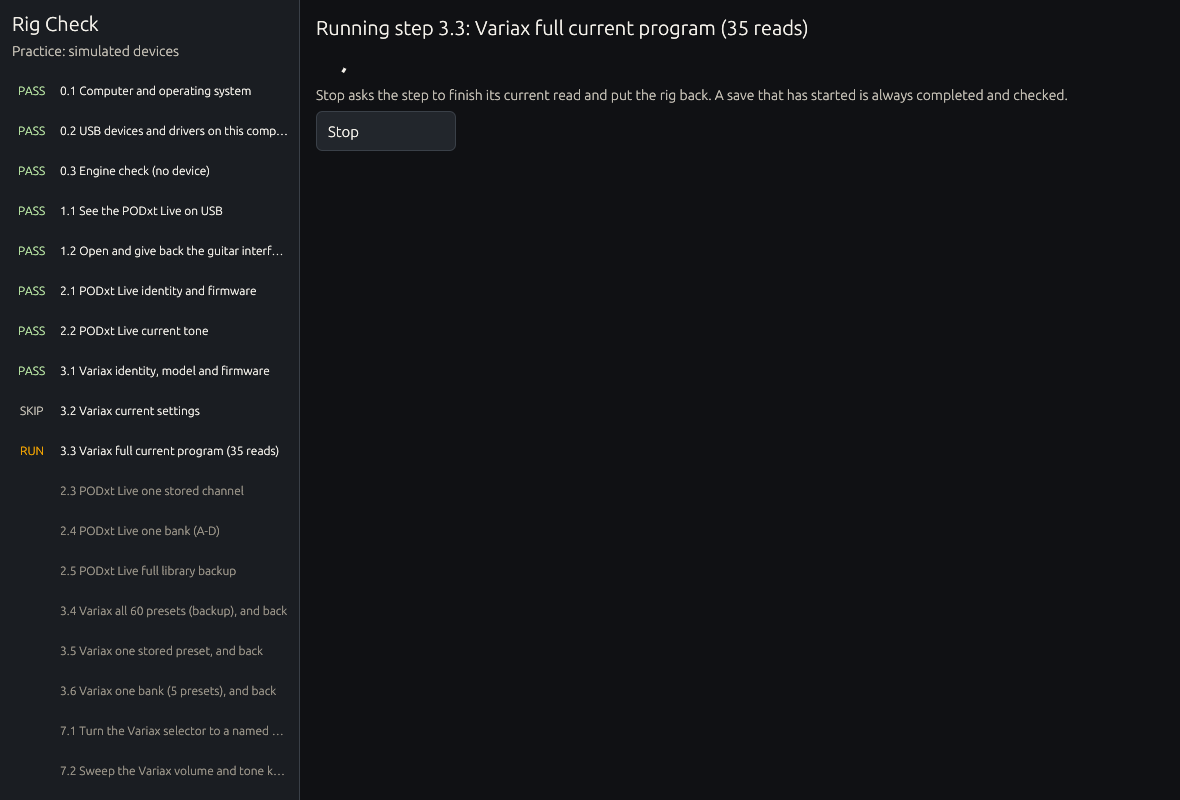 Rig Check
Practice: simulated devices
PASS 0.1 Computer and operating system
PASS 0.2 USB devices and drivers on this comp…
PASS 0.3 Engine check (no device)
PASS 1.1 See the PODxt Live on USB
PASS 1.2 Open and give back the guitar interf…
PASS 2.1 PODxt Live identity and firmware
PASS 2.2 PODxt Live current tone
PASS 3.1 Variax identity, model and firmware
SKIP 3.2 Variax current settings
RUN 3.3 Variax full current program (35 reads)
2.3 PODxt Live one stored channel
2.4 PODxt Live one bank (A-D)
2.5 PODxt Live full library backup
3.4 Variax all 60 presets (backup), and back
3.5 Variax one stored preset, and back
3.6 Variax one bank (5 presets), and back
7.1 Turn the Variax selector to a named …
7.2 Sweep the Variax volume and tone k…
Running step 3.3: Variax full current program (35 reads)
Stop asks the step to finish its current read and put the rig back. A save that has started is always completed and checked.
Stop